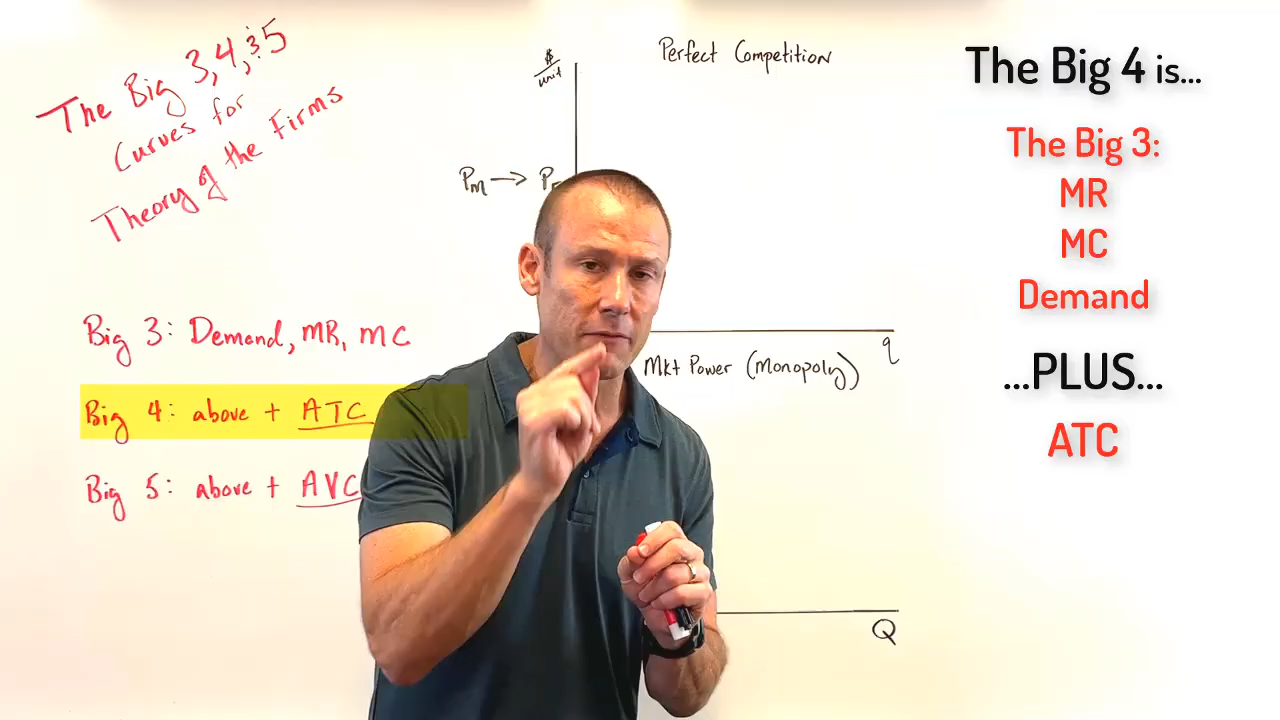 The Big 3, 4, & 5
Curves for
Theory of the Firms
Big 3: Demand, MR, MC
Big 4: above + ATC
Big 5: above + AVC
$
unit
Perfect Competition
Pm → P
q
Mkt Power (Monopoly)
Q
The Big 4 is...
The Big 3:
MR
MC
Demand
...PLUS...
ATC